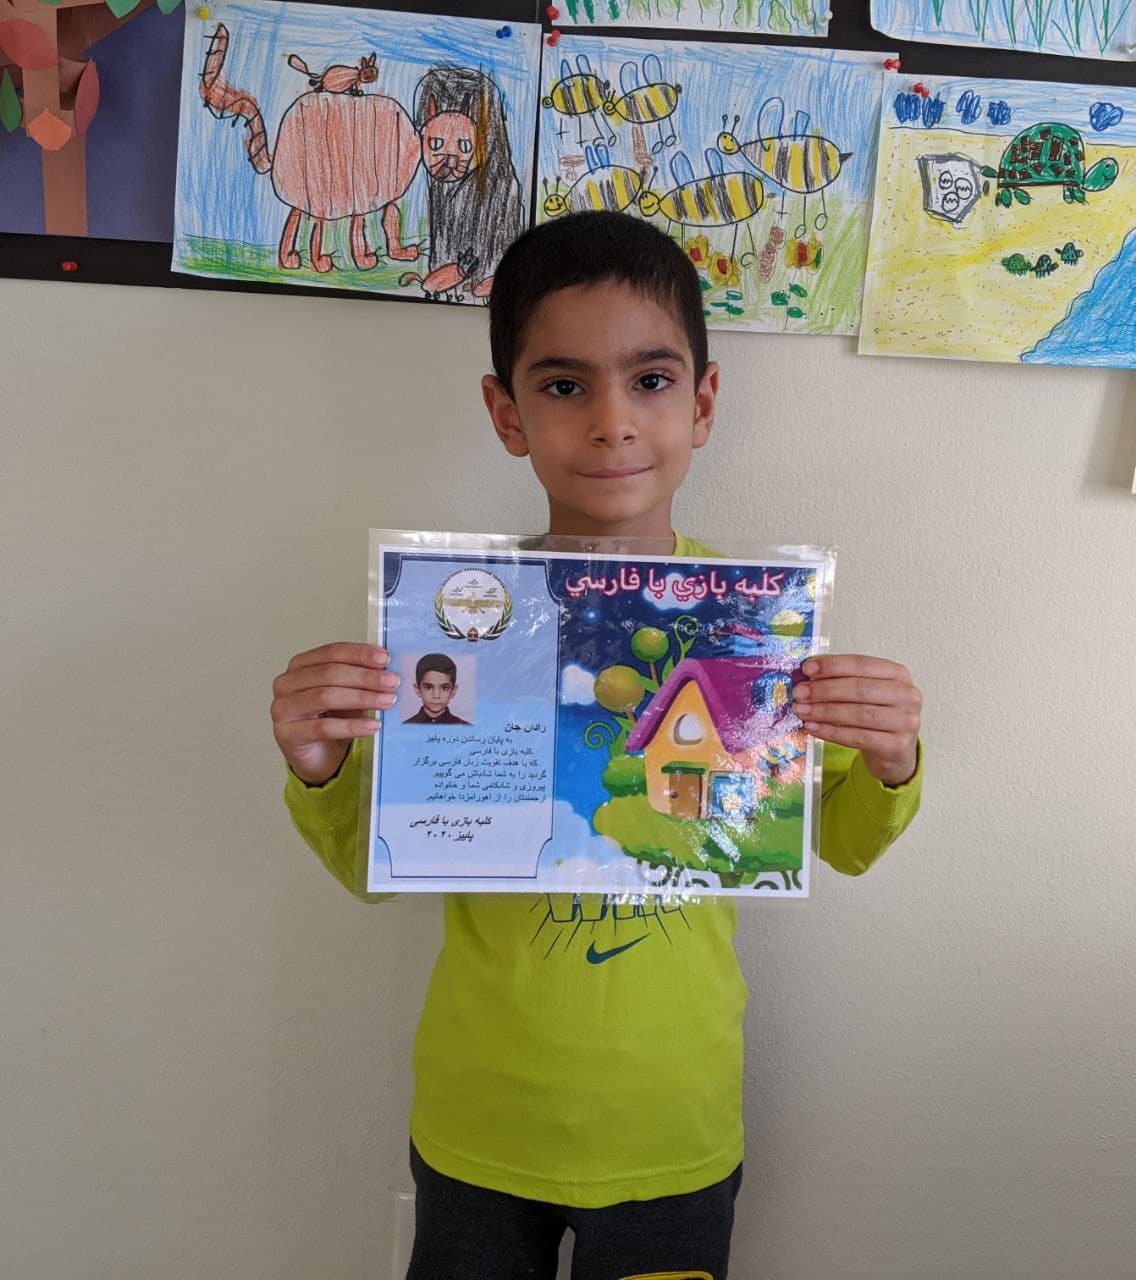 کلبه بازي با فارسي
رادان جان
به پایان رساندن دوره پاییز
کلبه بازی با فارسی
که با هدف تقویت زبان فارسی برگزار
گردید را به شما شادباش می گوییم.
پیروزی و شادکامی شما و خانواده
ارجمندتان را از اهورامزدا خواهانیم.
کلبه بازی با فارسی
پاییز ۲۰۲۰